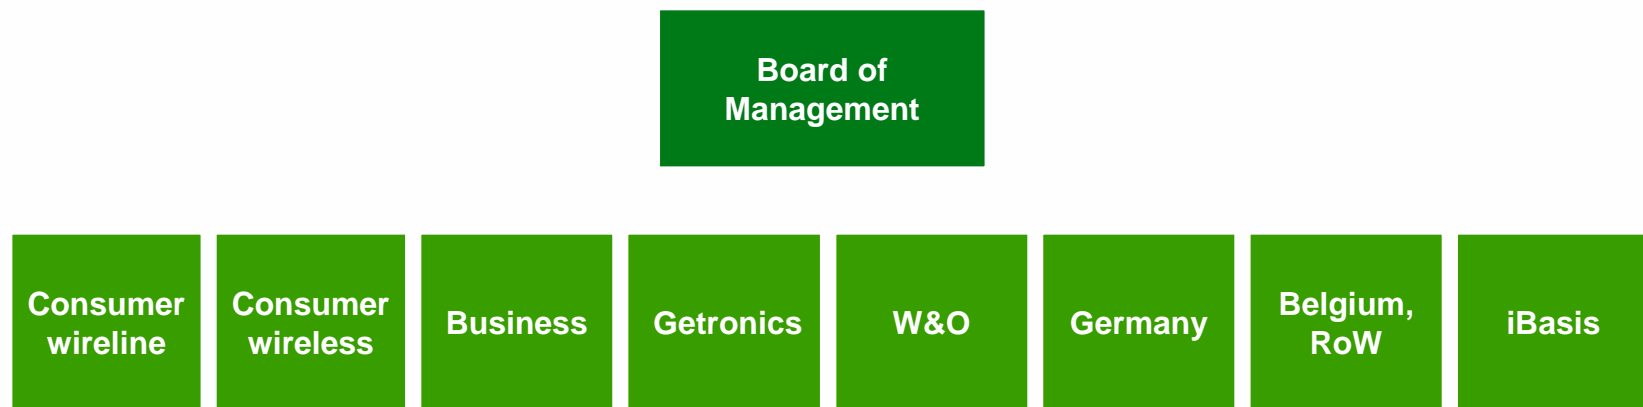 Board of
Management
Consumer
wireline
Consumer
wireless
Business
Getronics
W&O
Germany
Belgium,
RoW
iBasis